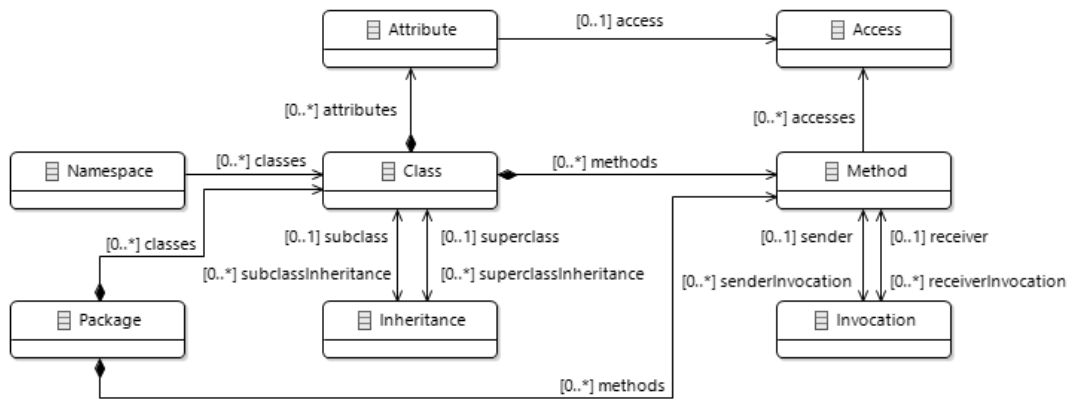 [0..1] access
Attribute
Access
[0..*] attributes
[0..*] accesses
[0..*] classes
[0..*] methods
Namespace
Class
Method
[0..1] subclass
[0..1] superclass
[0..1] sender
[0..1] receiver
[0..*] classes
[0..*] subclassInheritance
[0..*] superclassInheritance
[0..*] senderInvocation
[0..*] receiverInvocation
Package
Inheritance
Invocation
[0..*] methods